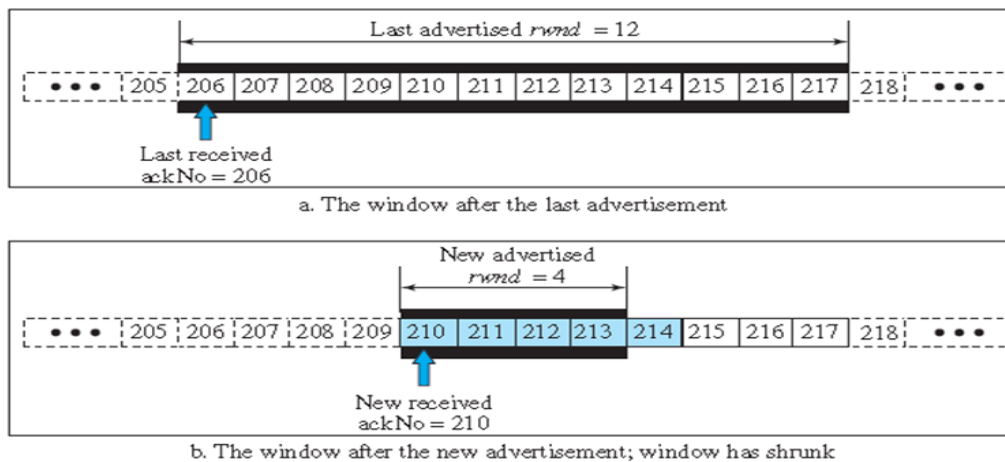 Last advertised rwnd = 12
• • • 205 206 207 208 209 210 211 212 213 214 215 216 217 218 • • •
Last received
ackNo = 206
a. The window after the last advertisement
New advertised
rwnd = 4
• • • 205 206 207 208 209 210 211 212 213 214 215 216 217 218 • • •
New received
ackNo = 210
b. The window after the new advertisement; window has shrunk